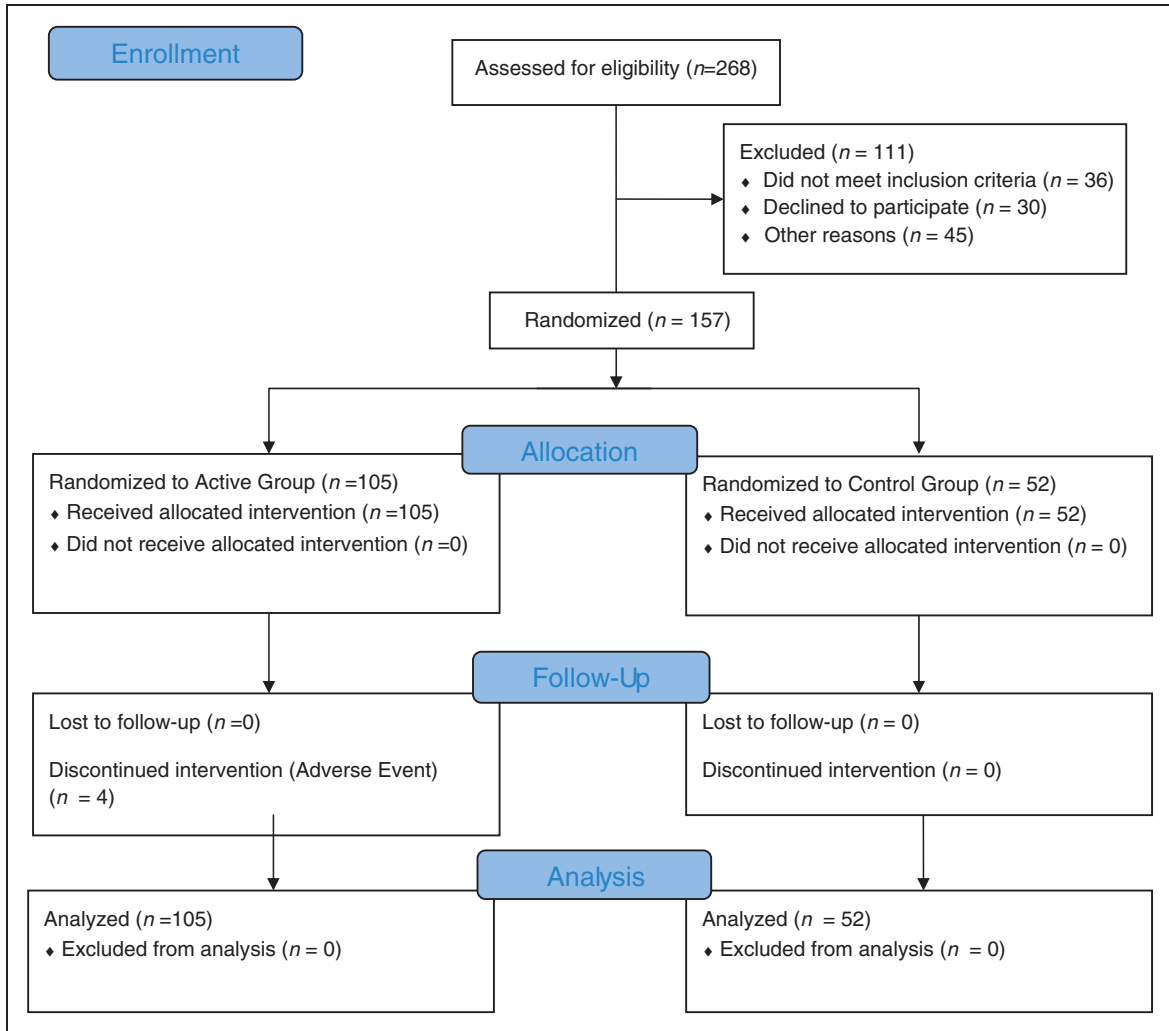 Enrollment
Assessed for eligibility (n=268)
Excluded (n = 111)
♦ Did not meet inclusion criteria (n = 36)
♦ Declined to participate (n = 30)
♦ Other reasons (n = 45)
Randomized (n = 157)
Allocation
Randomized to Active Group (n =105)
♦ Received allocated intervention (n =105)
♦ Did not receive allocated intervention (n =0)
Randomized to Control Group (n = 52)
♦ Received allocated intervention (n = 52)
♦ Did not receive allocated intervention (n = 0)
Follow-Up
Lost to follow-up (n =0)
Discontinued intervention (Adverse Event)
(n = 4)
Lost to follow-up (n = 0)
Discontinued intervention (n = 0)
Analysis
Analyzed (n =105)
♦ Excluded from analysis (n = 0)
Analyzed (n = 52)
♦ Excluded from analysis (n = 0)